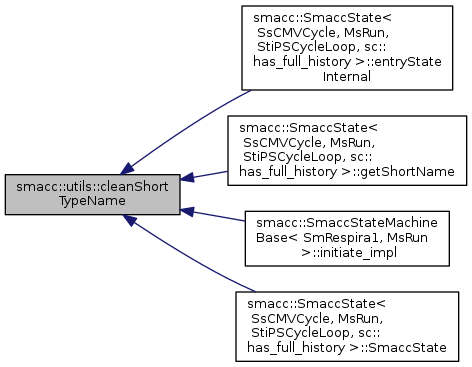 smacc::SmaccState<
SsCMVCycle, MsRun,
StiPSCycleLoop, sc::
has_full_history >::entryState
Internal
smacc::SmaccState<
SsCMVCycle, MsRun,
StiPSCycleLoop, sc::
has_full_history >::getShortName
smacc::utils::cleanShort
TypeName
smacc::SmaccStateMachine
Base< SmRespira1, MsRun
>::initiate_impl
smacc::SmaccState<
SsCMVCycle, MsRun,
StiPSCycleLoop, sc::
has_full_history >::SmaccState